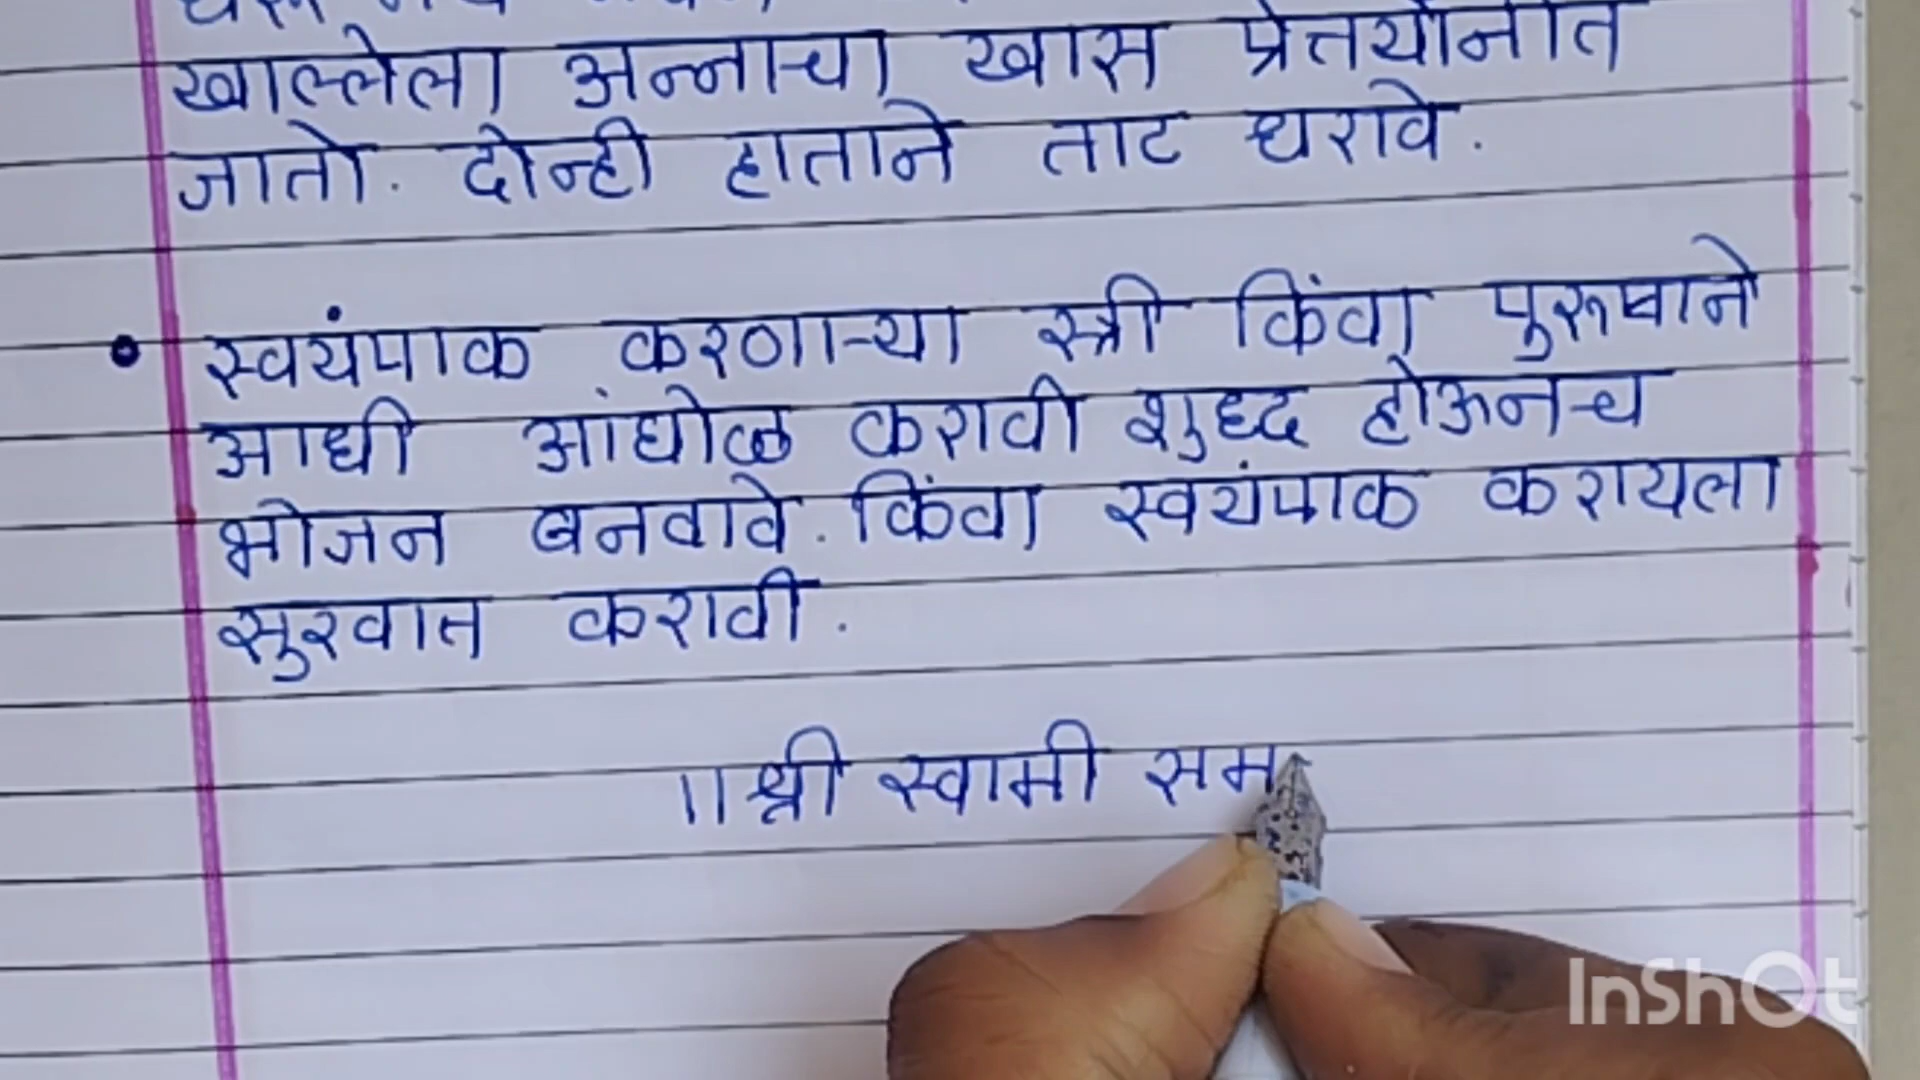 खाल्लेला अन्नाचा खास प्रेतयोनीत
जातो. दोन्ही हाताने ताट धरावे.
• स्वयंपाक करणाऱ्या स्त्री किंवा पुरूषाने
आधी आंघोळ करावी शुध्द होऊनच
भोजन बनवावे. किंवा स्वयंपाक करायला
सुरवात करावी.
।।श्री स्वामी सम
InShOt